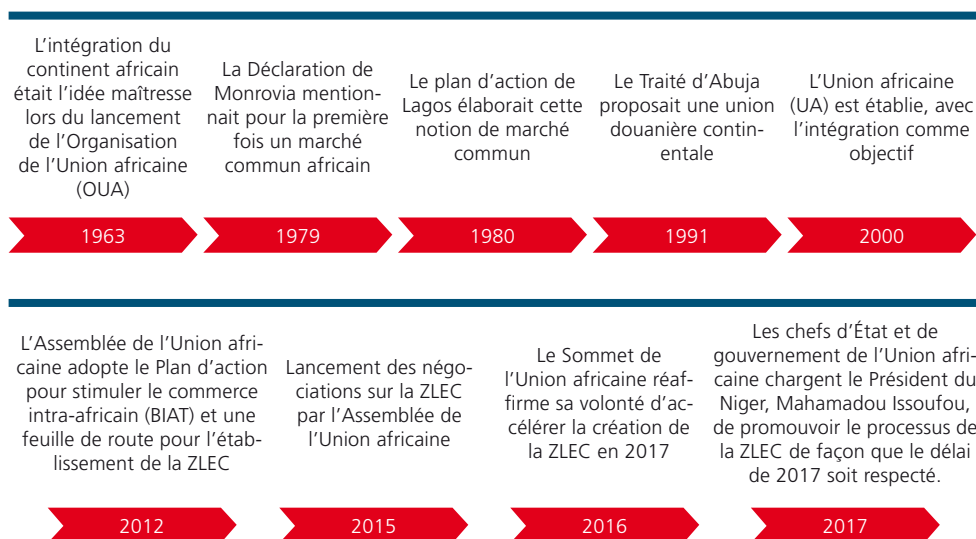 L'intégration du
continent africain
était l'idée maîtresse
lors du lancement
de l'Organisation
de l'Union africaine
(OUA)
La Déclaration de
Monrovia mention-
nait pour la première
fois un marché
commun africain
Le plan d'action de
Lagos élaborait cette
notion de marché
commun
Le Traité d'Abuja
proposait une union
douanière contin-
entale
L'Union africaine
(UA) est établie, avec
l'intégration comme
objectif
1963
1979
1980
1991
2000
L'Assemblée de l'Union afri-
caine adopte le Plan d'action
pour stimuler le commerce
intra-africain (BIAT) et une
feuille de route pour l'étab-
lissement de la ZLEC
Lancement des négo-
ciations sur la ZLEC
par l'Assemblée de
l'Union africaine
Le Sommet de
l'Union africaine réaf-
firme sa volonté d'ac-
célérer la création de
la ZLEC en 2017
Les chefs d'État et de
gouvernement de l'Union afri-
caine chargent le Président du
Niger, Mahamadou Issoufou,
de promouvoir le processus de
la ZLEC de façon que le délai
de 2017 soit respecté.
2012
2015
2016
2017